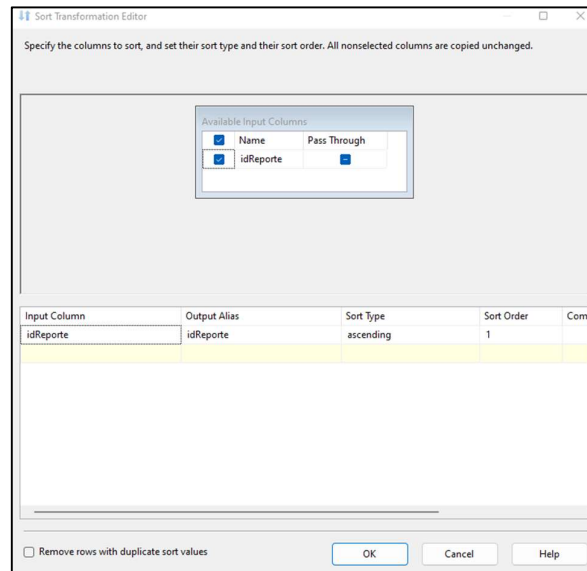 Sort Transformation Editor
Specify the columns to sort, and set their sort type and their sort order. All nonselected columns are copied unchanged.
Available Input Columns
Name Pass Through
idReporte
Input Column Output Alias Sort Type Sort Order Com
idReporte idReporte ascending 1
Remove rows with duplicate sort values OK Cancel Help